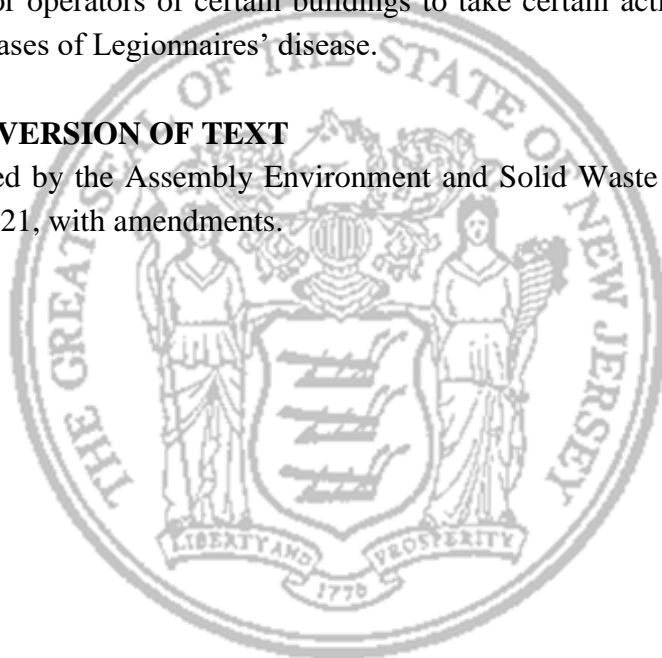 or operators of certain buildings to take certain acti
ases of Legionnaires’ disease.
VERSION OF TEXT
ed by the Assembly Environment and Solid Waste
21, with amendments.
THE GREAT SEAL OF THE STATE OF NEW JERSEY
LIBERTY AND PROSPERITY
1776